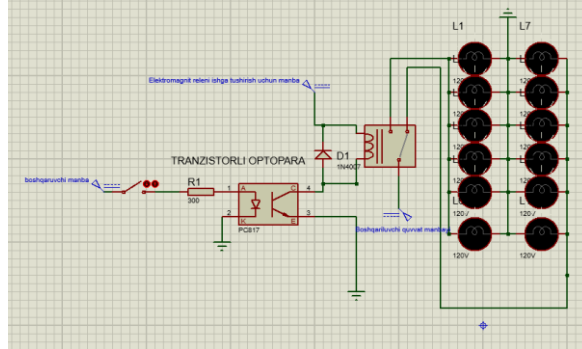 L1 L7
Elektromagnit releni ishga tushirish uchun manba
TRANZISTORLI OPTOPARA
D1
1N4007
boshqaruvchi manba
R1
300
1 A C 4
2 K E 3
PC817
Boshqariluvchi quvvat manbai
120V
120V 120V